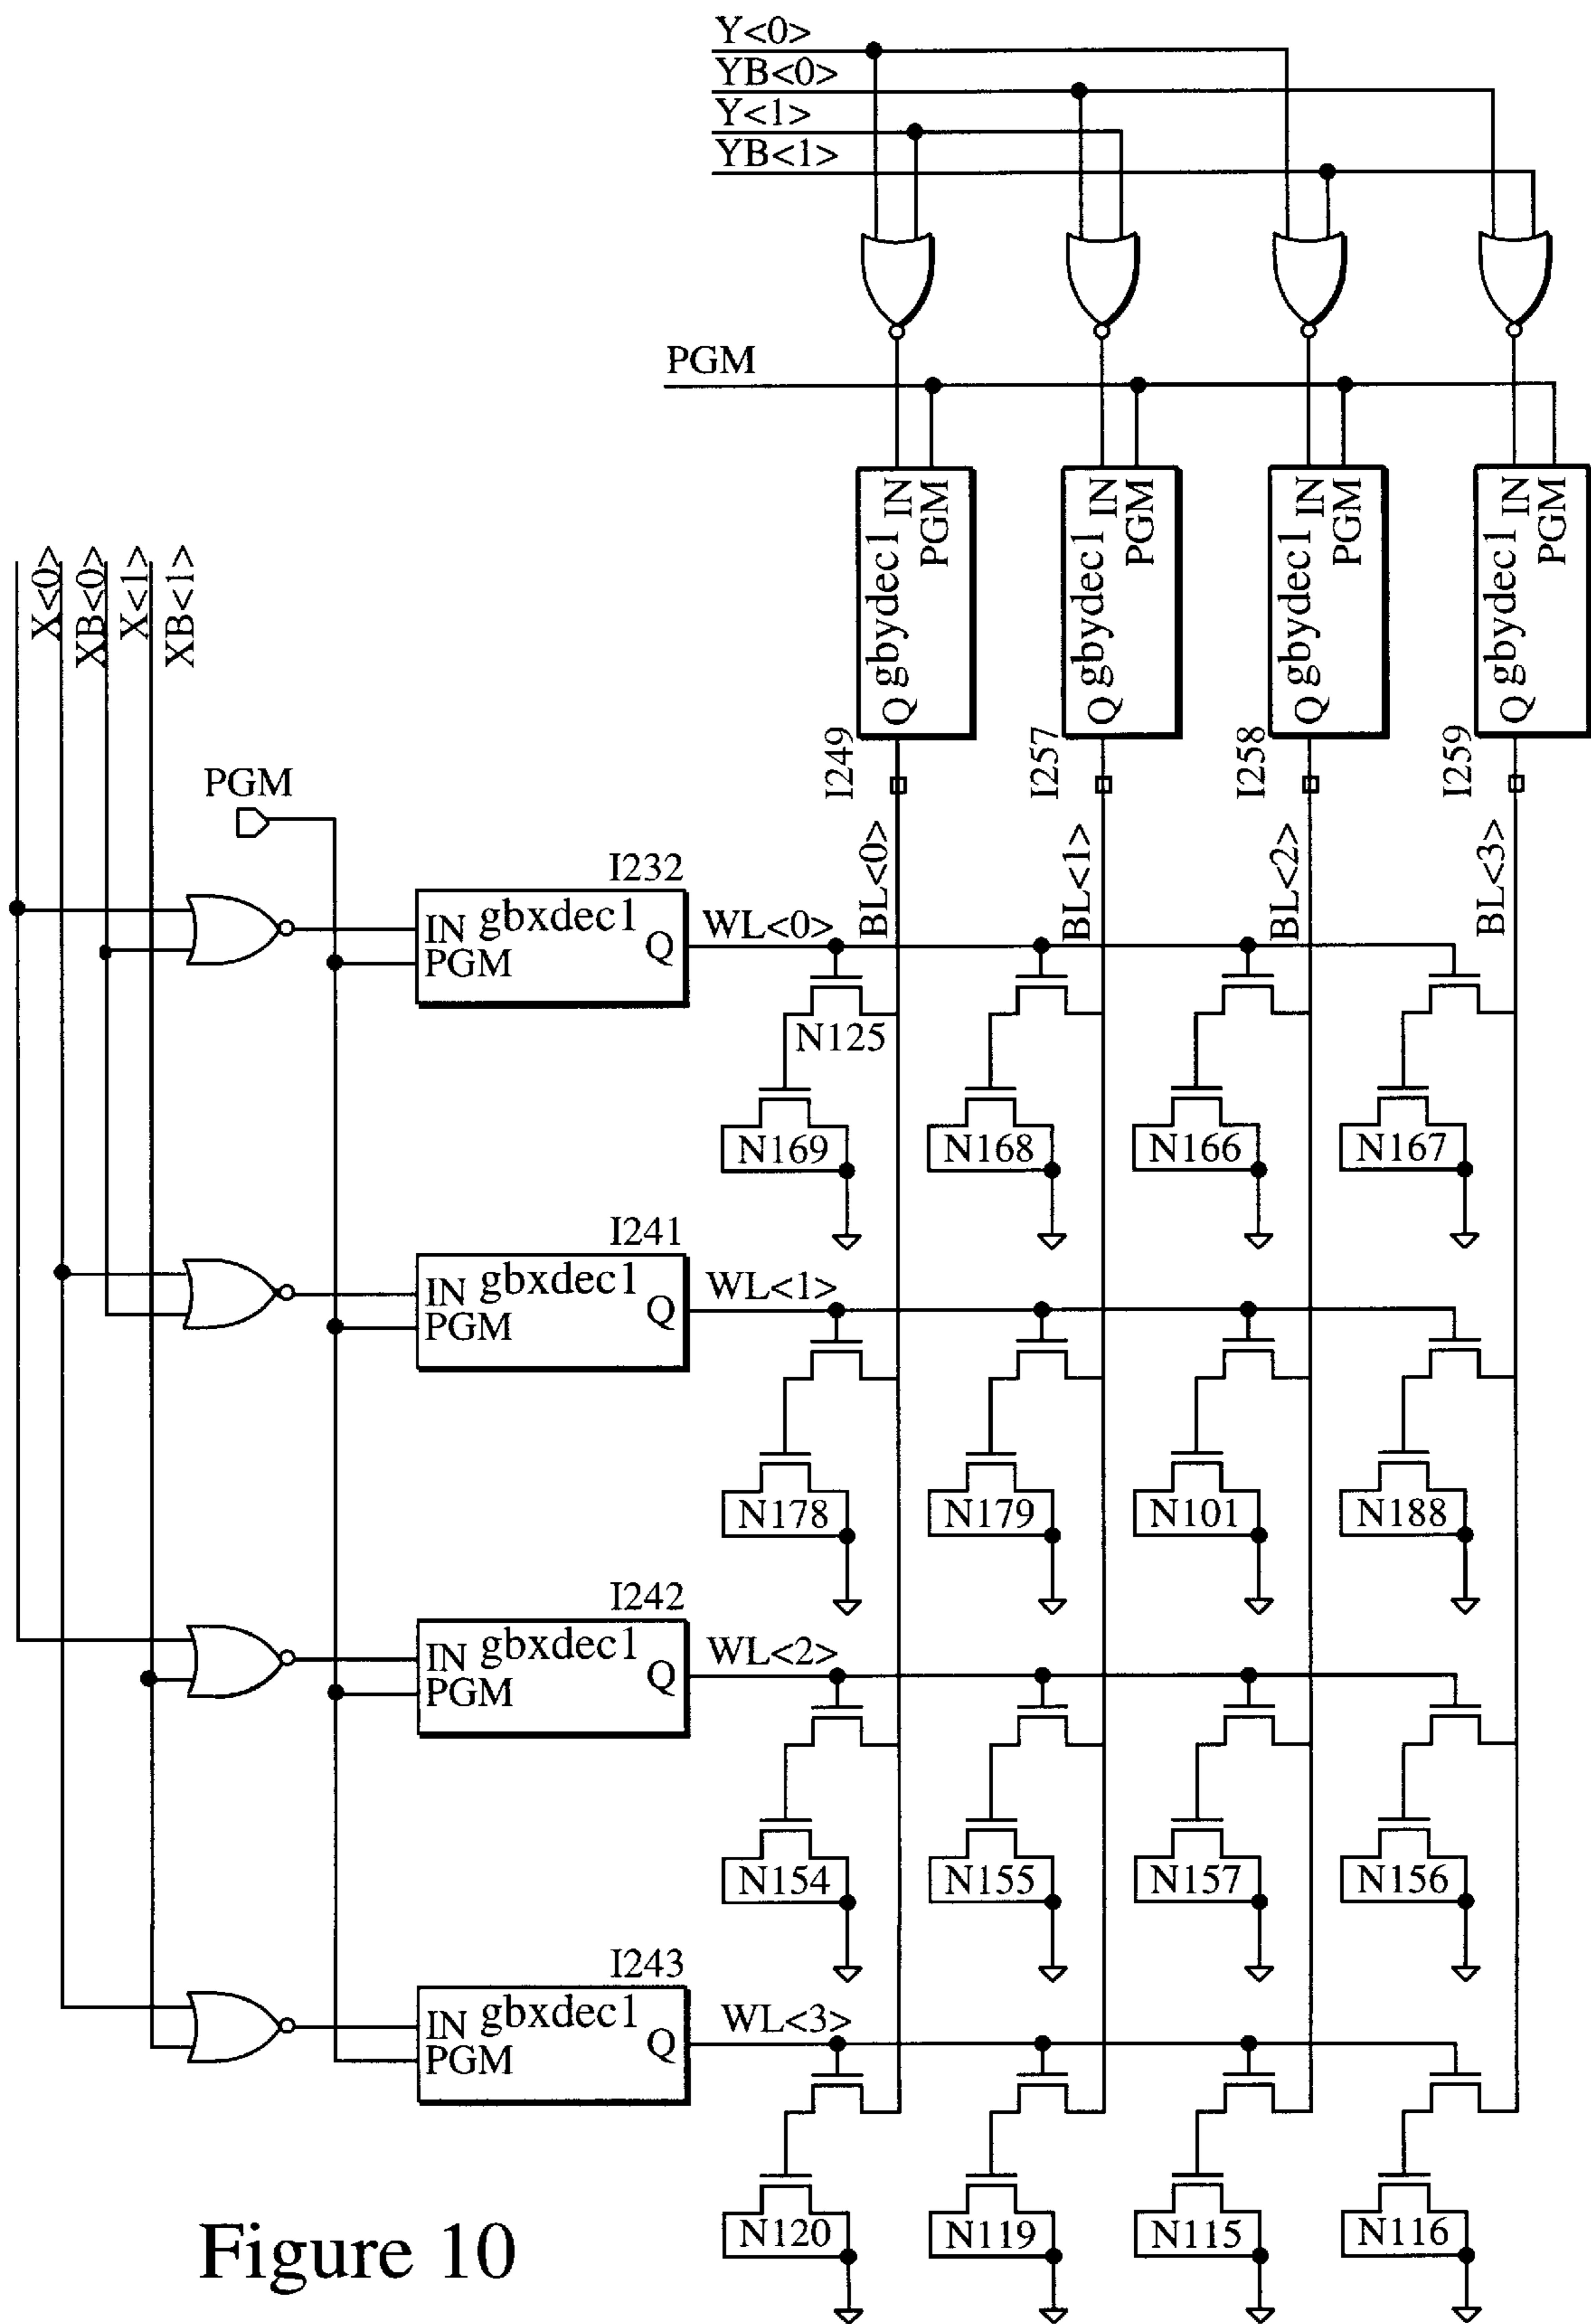 Y<0>
YB<0>
Y<1>
YB<1>
PGM
IN PGM gbydec1 Q
IN PGM gbydec1 Q
IN PGM gbydec1 Q
IN PGM gbydec1 Q
I249
I257
I258
I259
X<0>
XB<0>
X<1>
XB<1>
PGM
BL<0>
BL<1>
BL<2>
BL<3>
I232
IN gbxdec1
PGM
Q
WL<0>
N125
N169
N168
N166
N167
I241
IN gbxdec1
PGM
Q
WL<1>
N178
N179
N101
N188
I242
IN gbxdec1
PGM
Q
WL<2>
N154
N155
N157
N156
I243
IN gbxdec1
PGM
Q
WL<3>
N120
N119
N115
N116
Figure 10